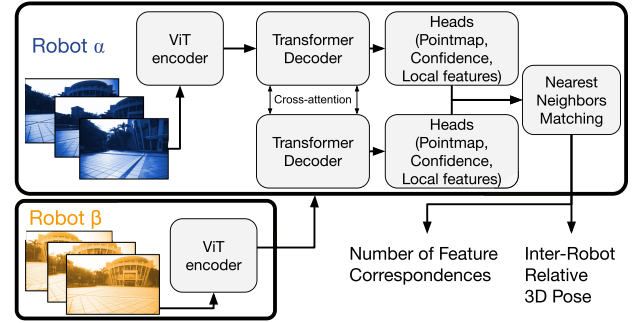 Robot α
ViT
encoder
Transformer
Decoder
Heads
(Pointmap,
Confidence,
Local features)
Cross-attention
Nearest
Neighbors
Matching
Transformer
Decoder
Heads
(Pointmap,
Confidence,
Local features)
Robot β
ViT
encoder
Number of Feature
Correspondences
Inter-Robot
Relative
3D Pose